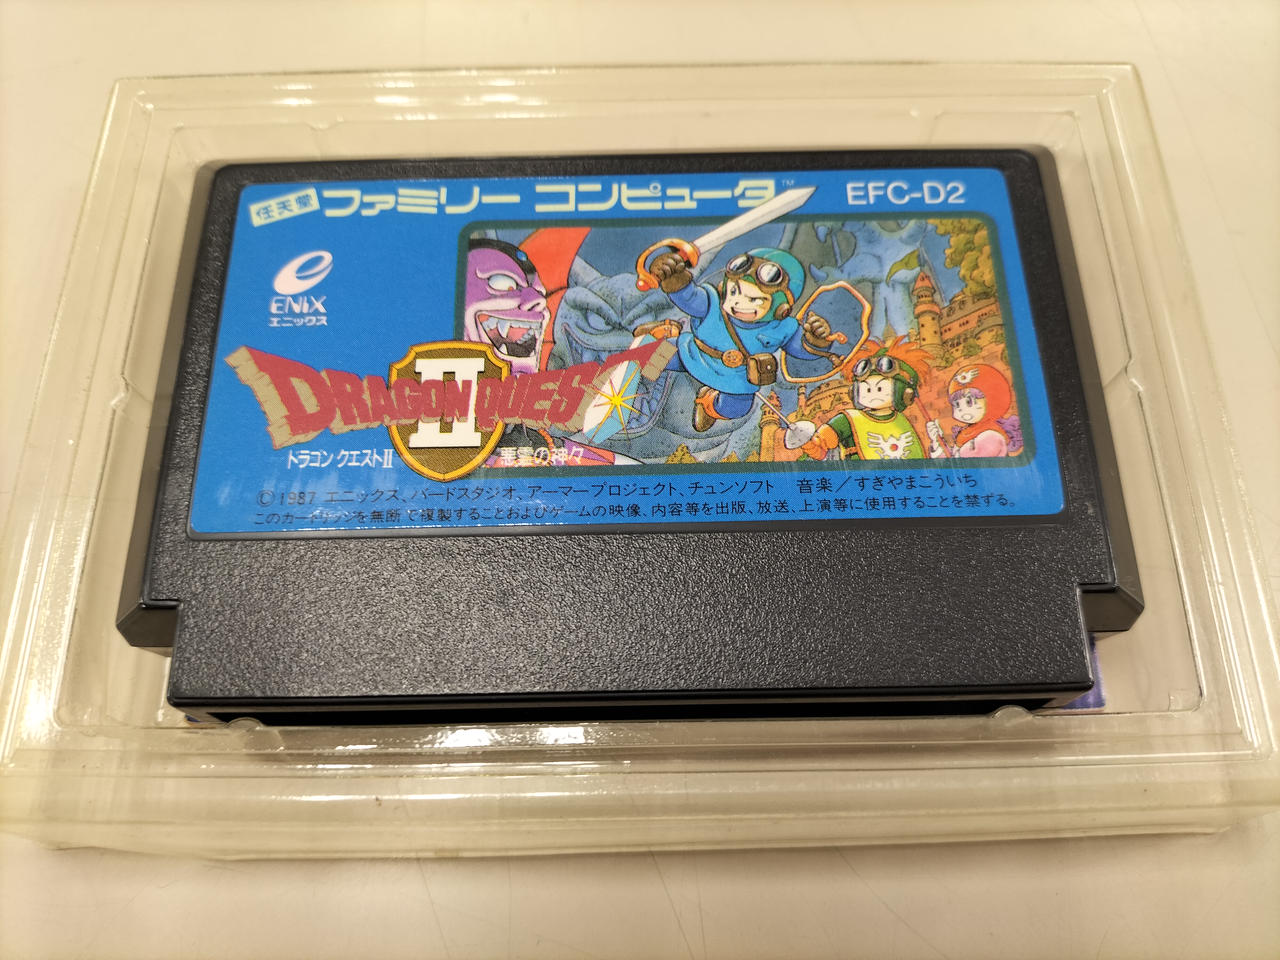 任天堂 ファミリー コンピュータ™ EFC-D2
ENIX
エニックス
DRAGON QUEST
II
ドラゴンクエストII 悪霊の神々
©1987 エニックス、バードスタジオ、アーマープロジェクト、チュンソフト 音楽／すぎやまこういち
このカートリッジを無断で複製することおよびゲームの映像、内容等を出版、放送、上演等に使用することを禁ずる。